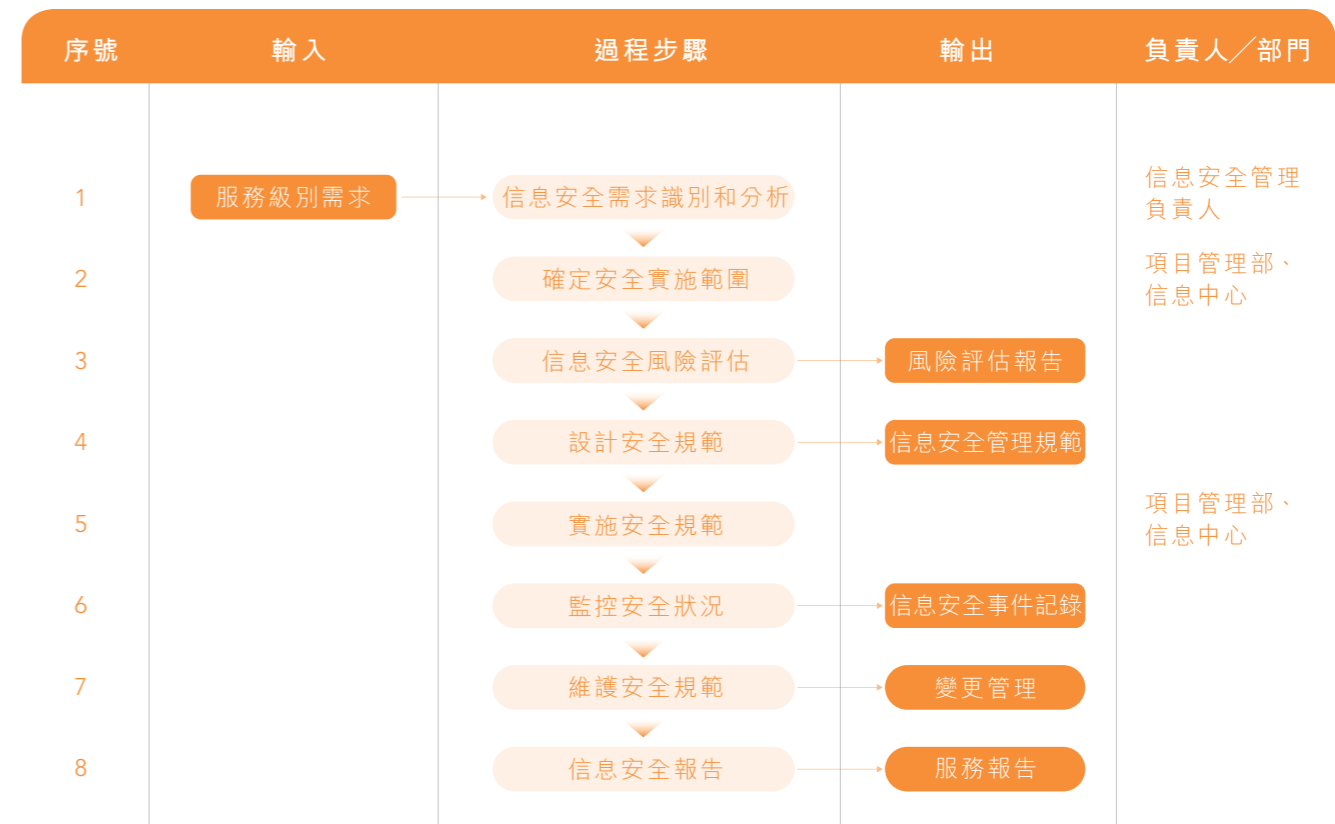 序號 輸入 過程步驟 輸出 負責人╱部門
1 服務級別需求 信息安全需求識別和分析 信息安全管理
負責人
2 確定安全實施範圍 項目管理部、
信息中心
3 信息安全風險評估 風險評估報告
4 設計安全規範 信息安全管理規範
5 實施安全規範 項目管理部、
信息中心
6 監控安全狀況 信息安全事件記錄
7 維護安全規範 變更管理
8 信息安全報告 服務報告